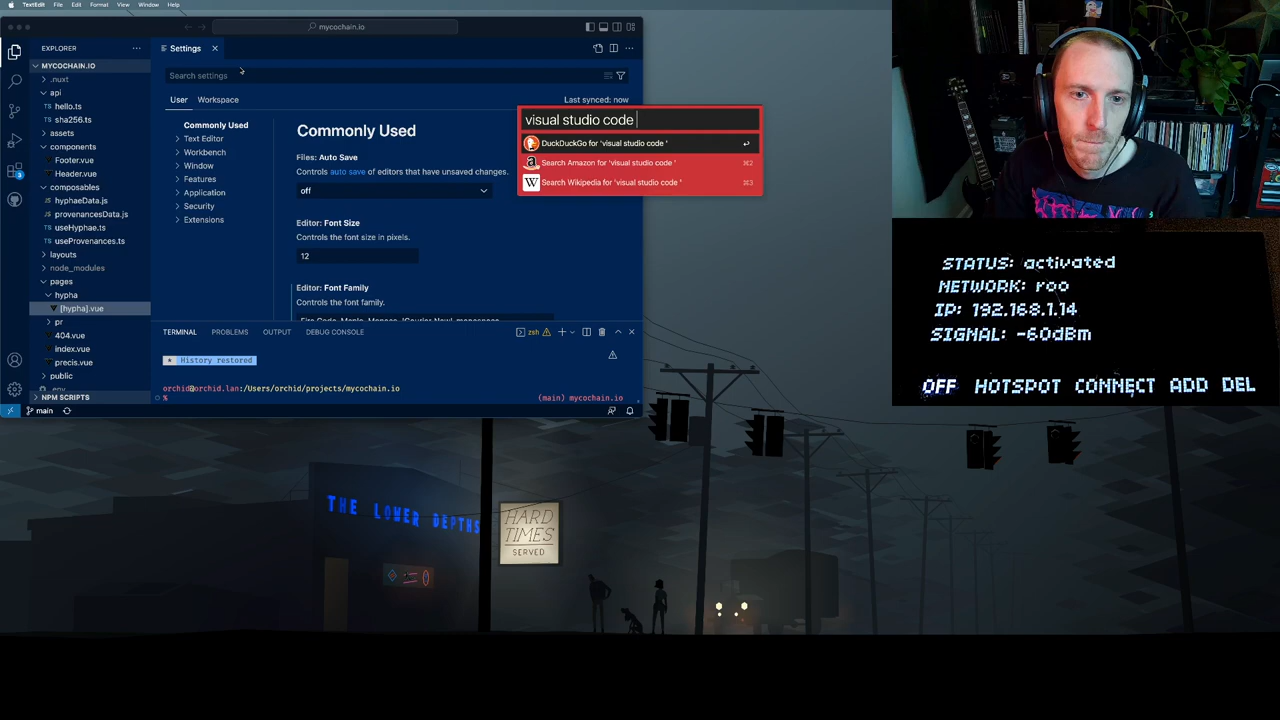 TextEdit File Edit Format View Window Help
mycochain.io
EXPLORER
MYCOCHAIN.IO
.nuxt
api
hello.ts
sha256.ts
assets
components
Footer.vue
Header.vue
composables
hyphaeData.js
provenancesData.js
useHyphae.ts
useProvenances.ts
layouts
node_modules
pages
hypha
[hypha].vue
pr
404.vue
index.vue
precis.vue
public
.env
NPM SCRIPTS
3
main
Settings
Search settings
User Workspace
Last synced: now
Commonly Used
Text Editor
Workbench
Window
Features
Application
Security
Extensions
Commonly Used
Files: Auto Save
Controls auto save of editors that have unsaved changes.
off
Editor: Font Size
Controls the font size in pixels.
12
Editor: Font Family
Controls the font family.
TERMINAL PROBLEMS OUTPUT DEBUG CONSOLE
zsh
* History restored
orchid@orchid.lan:/Users/orchid/projects/mycochain.io
% (main) mycochain.io
visual studio code
DuckDuckGo for 'visual studio code '
Search Amazon for 'visual studio code ' ⌘2
Search Wikipedia for 'visual studio code ' ⌘3
STATUS: activated
NETWORK: roo
IP: 192.168.1.14
SIGNAL: -60dBm
OFF HOTSPOT CONNECT ADD DEL
THE LOWER DEPTHS
HARD
TIMES
SERVED